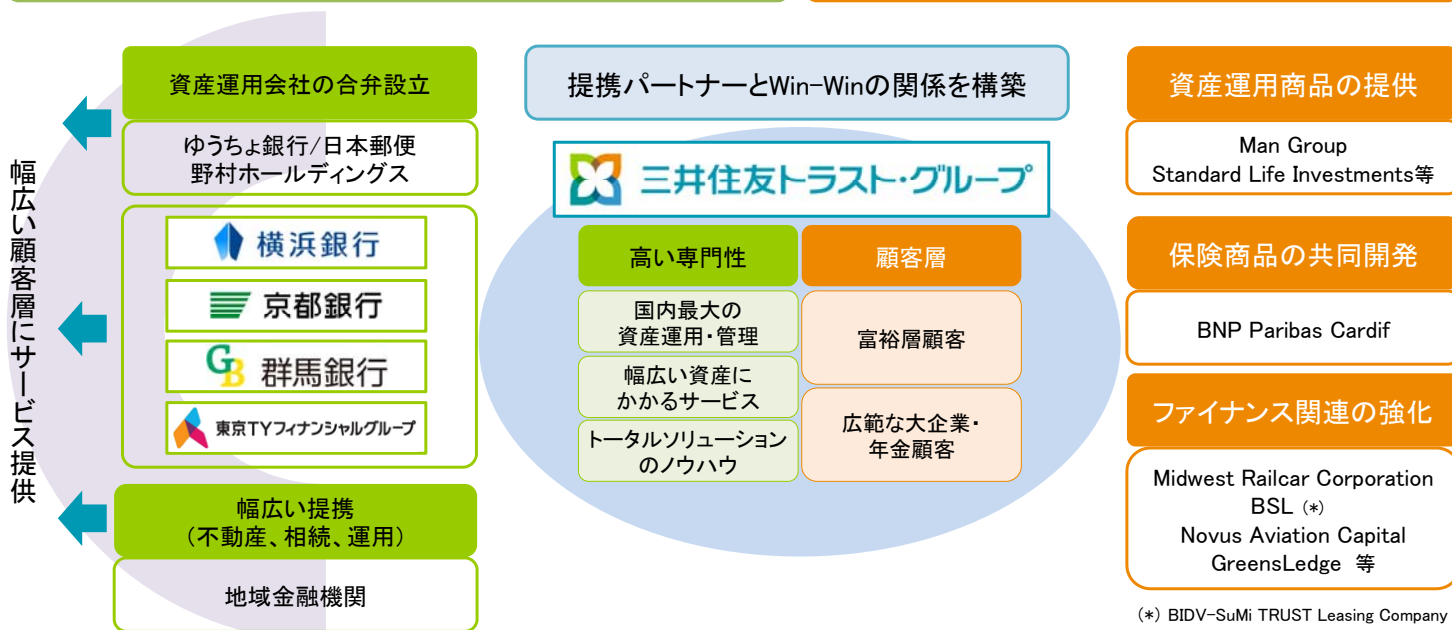 幅広い顧客層にサービス提供
資産運用会社の合弁設立
ゆうちょ銀行/日本郵便
野村ホールディングス
横浜銀行
京都銀行
GB 群馬銀行
東京TYフィナンシャルグループ
幅広い提携
(不動産、相続、運用)
地域金融機関
提携パートナーとWin-Winの関係を構築
三井住友トラスト・グループ
高い専門性
国内最大の
資産運用・管理
幅広い資産に
かかるサービス
トータルソリューション
のノウハウ
顧客層
富裕層顧客
広範な大企業・
年金顧客
資産運用商品の提供
Man Group
Standard Life Investments等
保険商品の共同開発
BNP Paribas Cardif
ファイナンス関連の強化
Midwest Railcar Corporation
BSL (*)
Novus Aviation Capital
GreensLedge 等
(*) BIDV-SuMi TRUST Leasing Company